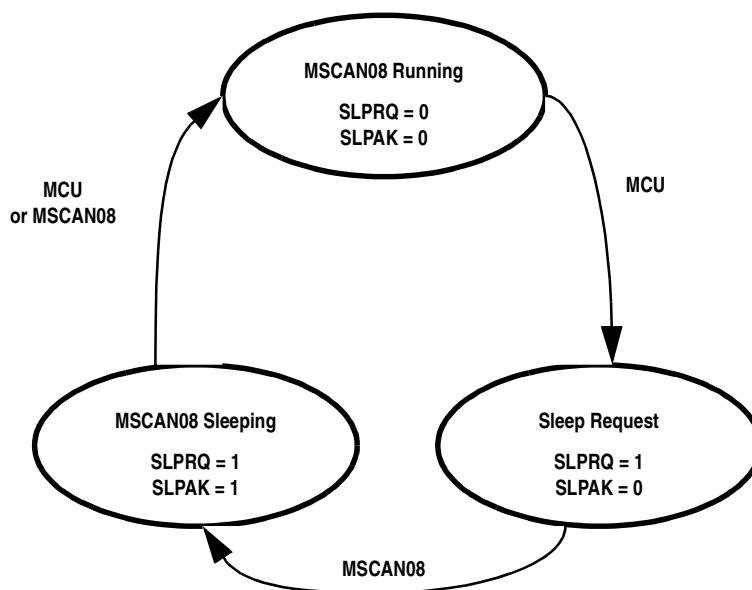 MSCAN08 Running
SLPRQ = 0
SLPAK = 0
MCU
or MSCAN08
MCU
MSCAN08 Sleeping
SLPRQ = 1
SLPAK = 1
Sleep Request
SLPRQ = 1
SLPAK = 0
MSCAN08